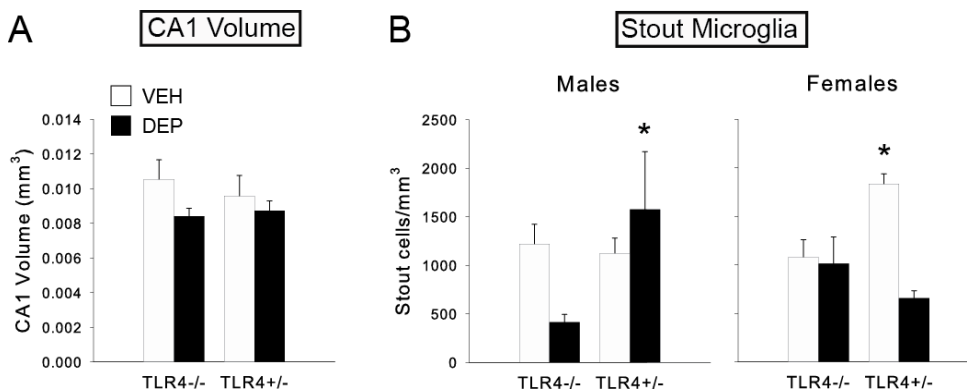 A
CA1 Volume
VEH
DEP
CA1 Volume (mm³)
0.014
0.012
0.010
0.008
0.006
0.004
0.002
0.000
TLR4-/- TLR4+/-
B
Stout Microglia
Males
Females
Stout cells/mm³
2500
2000
1500
1000
500
0
*
*
TLR4-/- TLR4+/-
TLR4-/- TLR4+/-